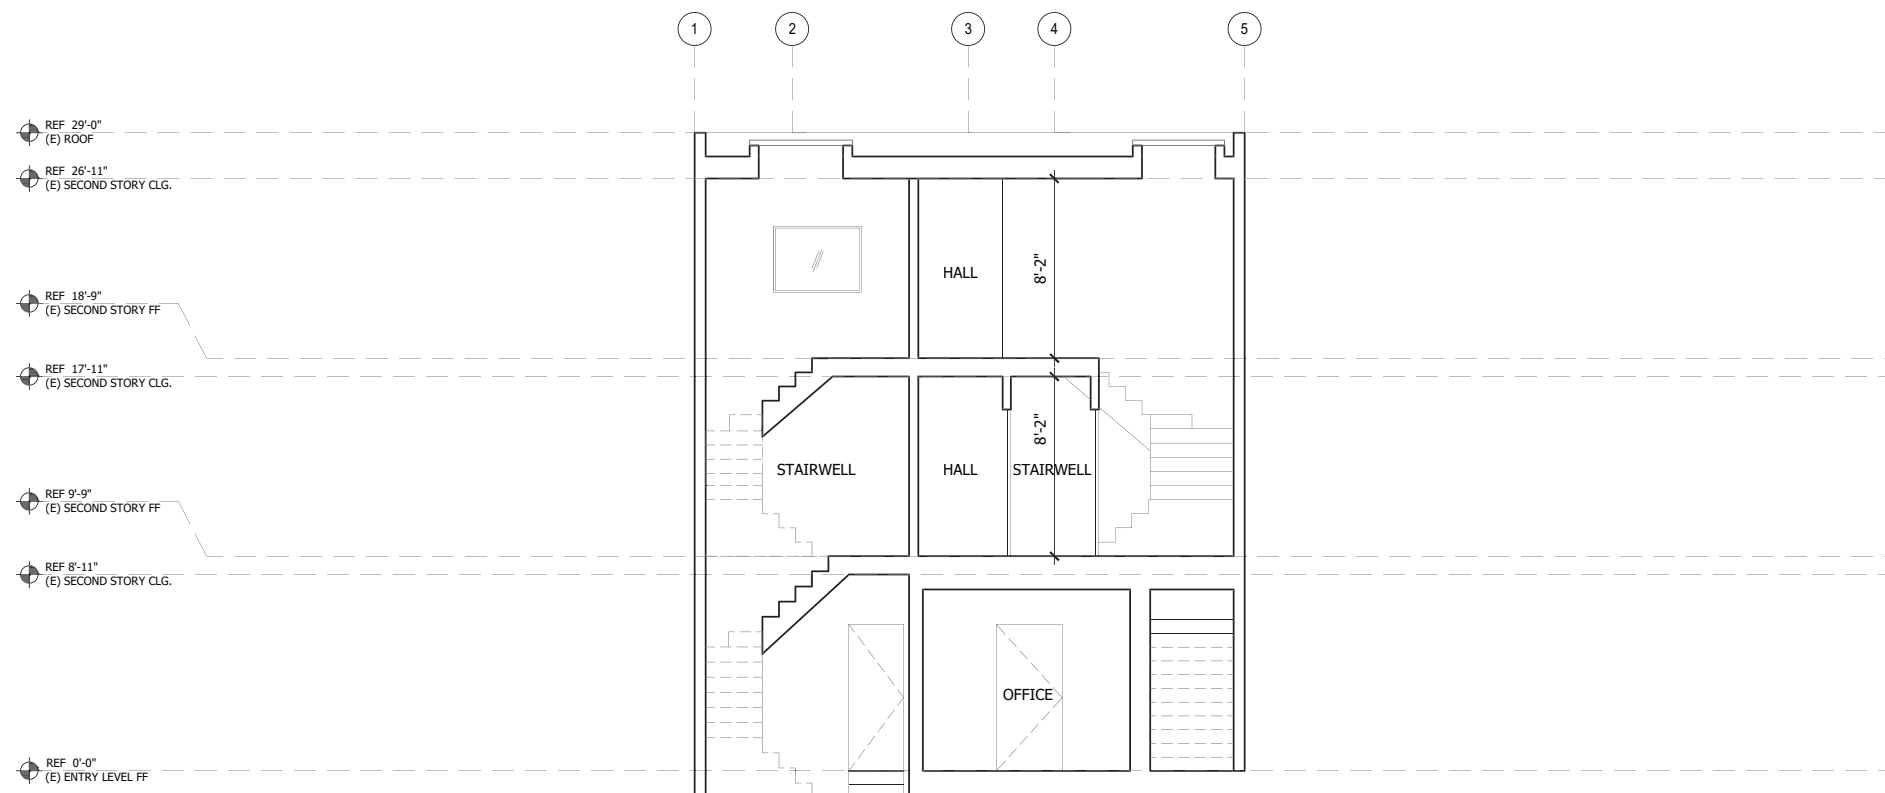 1 2 3 4 5
REF 29'-0"
(E) ROOF
REF 26'-11"
(E) SECOND STORY CLG.
HALL 8'-2"
REF 18'-9"
(E) SECOND STORY FF
REF 17'-11"
(E) SECOND STORY CLG.
8'-2"
STAIRWELL HALL STAIRWELL
REF 9'-9"
(E) SECOND STORY FF
REF 8'-11"
(E) SECOND STORY CLG.
OFFICE
REF 0'-0"
(E) ENTRY LEVEL FF